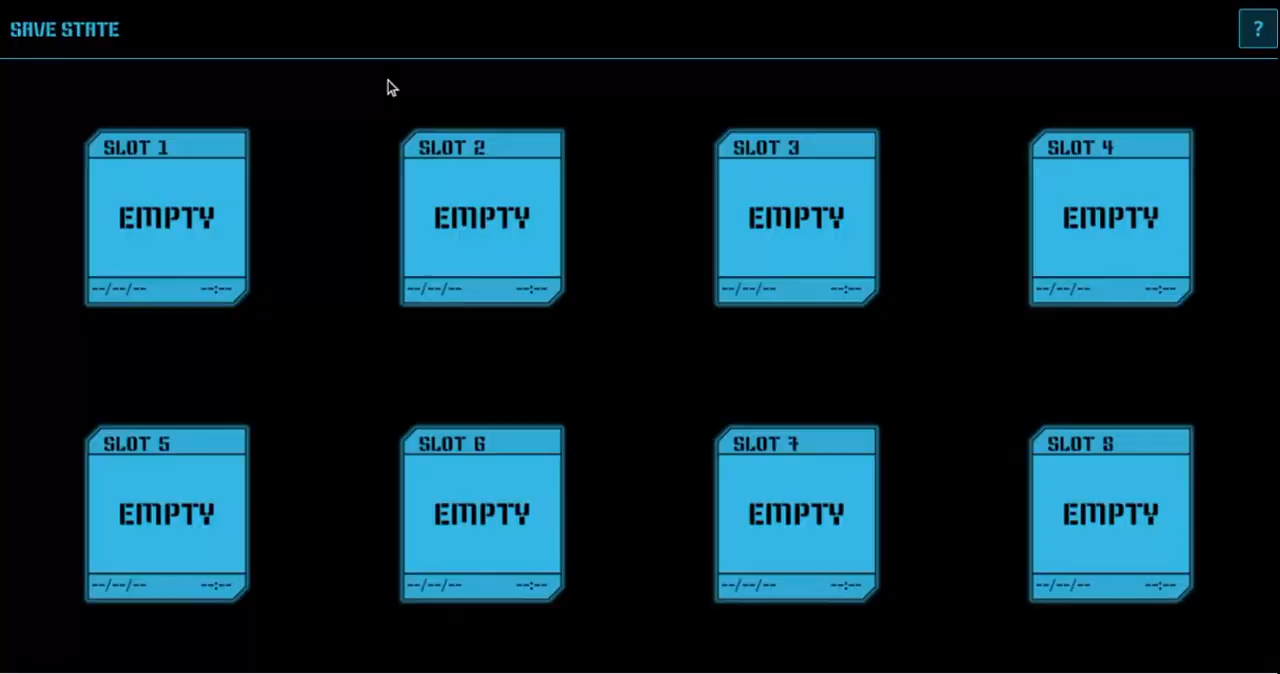 SAVE STATE
?
SLOT 1
EMPTY
--/--/--
--:--
SLOT 2
EMPTY
--/--/--
--:--
SLOT 3
EMPTY
--/--/--
--:--
SLOT 4
EMPTY
--/--/--
--:--
SLOT 5
EMPTY
--/--/--
--:--
SLOT 6
EMPTY
--/--/--
--:--
SLOT 7
EMPTY
--/--/--
--:--
SLOT 8
EMPTY
--/--/--
--:--